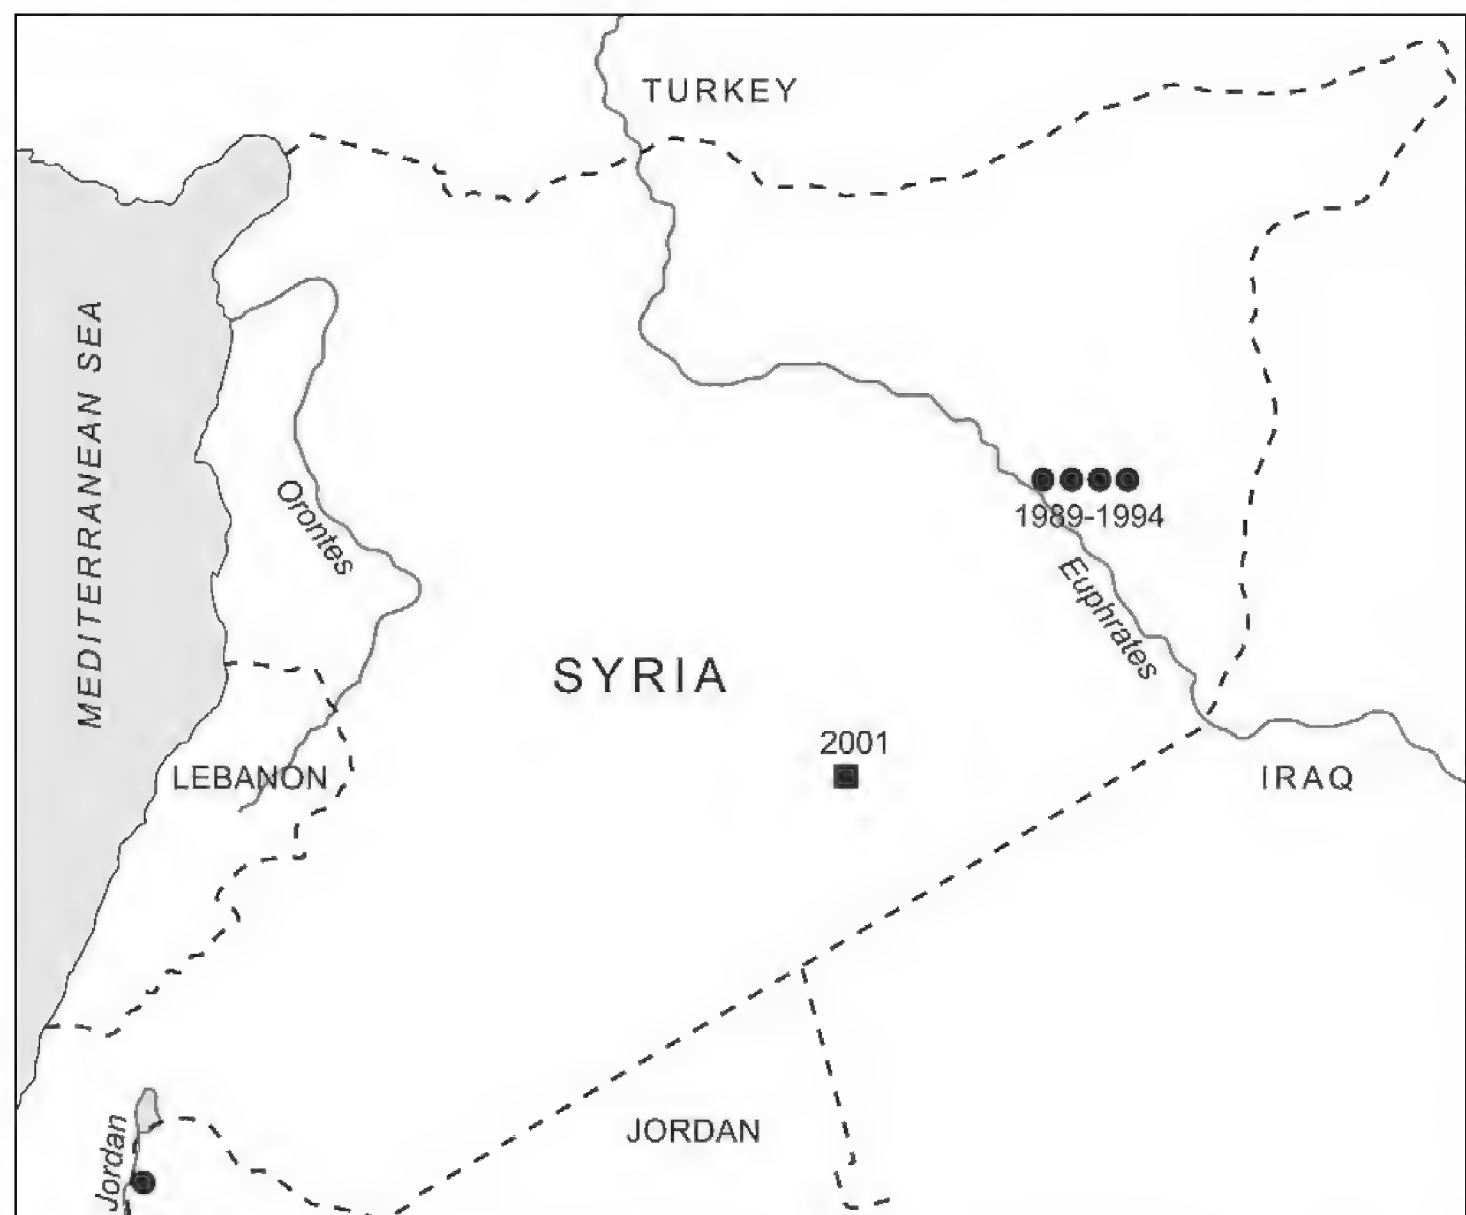 TURKEY
MEDITERRANEAN SEA
Orontes
1989-1994
Euphrates
SYRIA
2001
LEBANON
IRAQ
JORDAN
Jordan